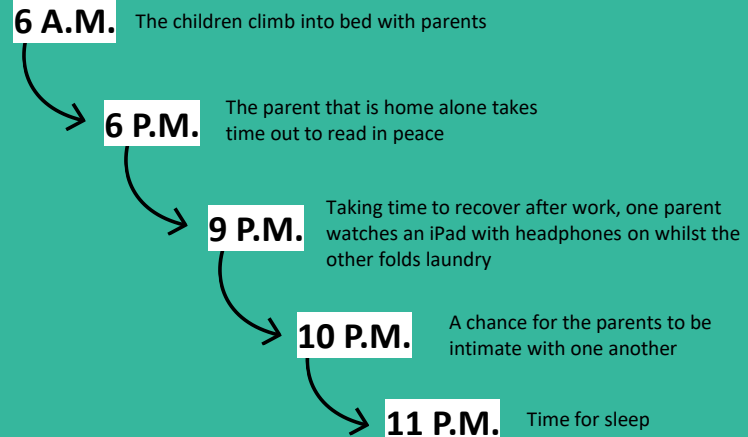 6 A.M. The children climb into bed with parents
6 P.M. The parent that is home alone takes
time out to read in peace
9 P.M. Taking time to recover after work, one parent
watches an iPad with headphones on whilst the
other folds laundry
10 P.M. A chance for the parents to be
intimate with one another
11 P.M. Time for sleep